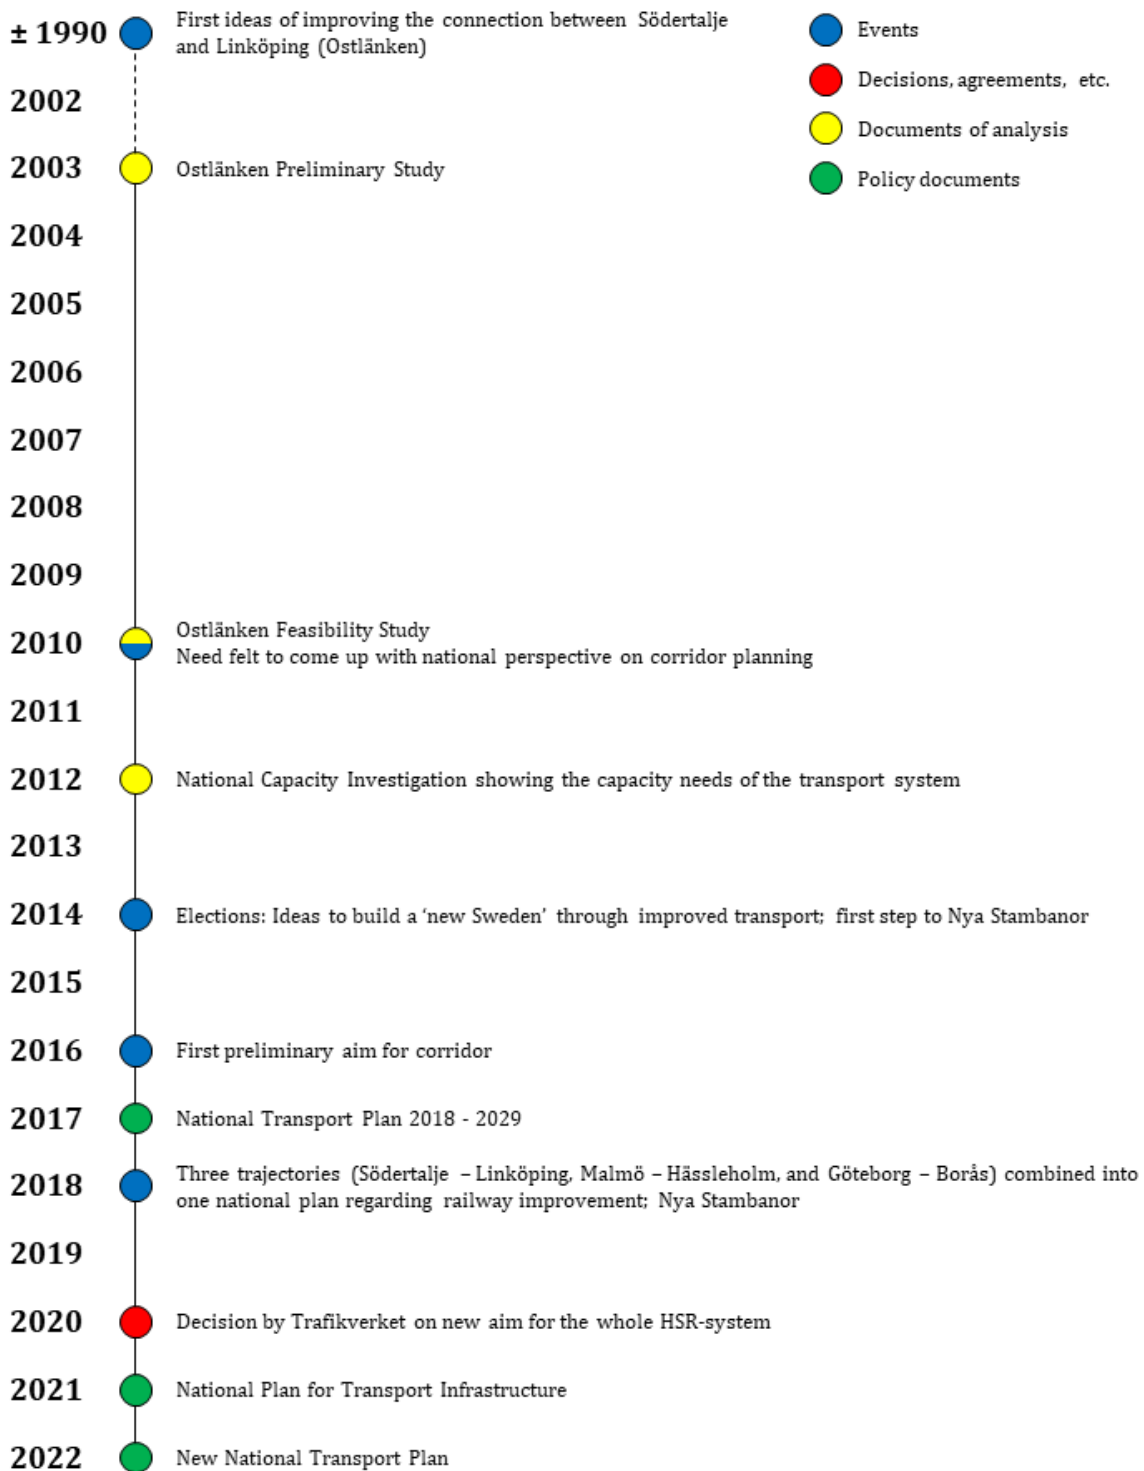 ± 1990
First ideas of improving the connection between Södertalje
and Linköping (Ostlänken)
Events
Decisions, agreements, etc.
Documents of analysis
Policy documents
2002
2003
Ostlänken Preliminary Study
2004
2005
2006
2007
2008
2009
2010
Ostlänken Feasibility Study
Need felt to come up with national perspective on corridor planning
2011
2012
National Capacity Investigation showing the capacity needs of the transport system
2013
2014
Elections: Ideas to build a ‘new Sweden’ through improved transport; first step to Nya Stambanor
2015
2016
First preliminary aim for corridor
2017
National Transport Plan 2018 - 2029
2018
Three trajectories (Södertalje – Linköping, Malmö – Hässleholm, and Göteborg – Borås) combined into
one national plan regarding railway improvement; Nya Stambanor
2019
2020
Decision by Trafikverket on new aim for the whole HSR-system
2021
National Plan for Transport Infrastructure
2022
New National Transport Plan